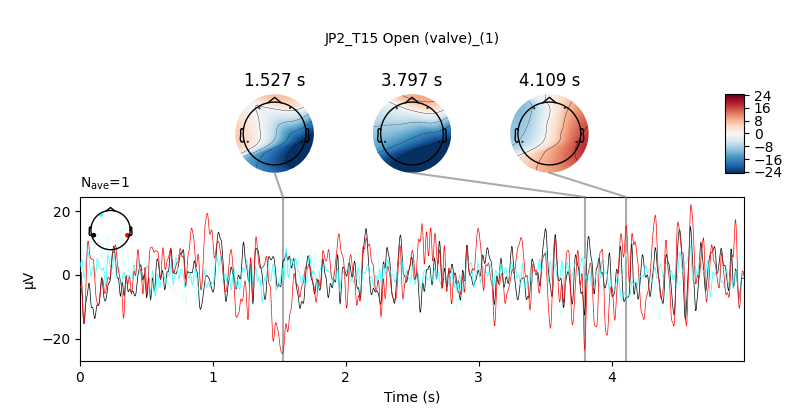 JP2_T15 Open (valve)_(1)
1.527 s 3.797 s 4.109 s
24
16
8
0
−8
−16
−24
Nave=1
20
0
−20
µV
0 1 2 3 4
Time (s)